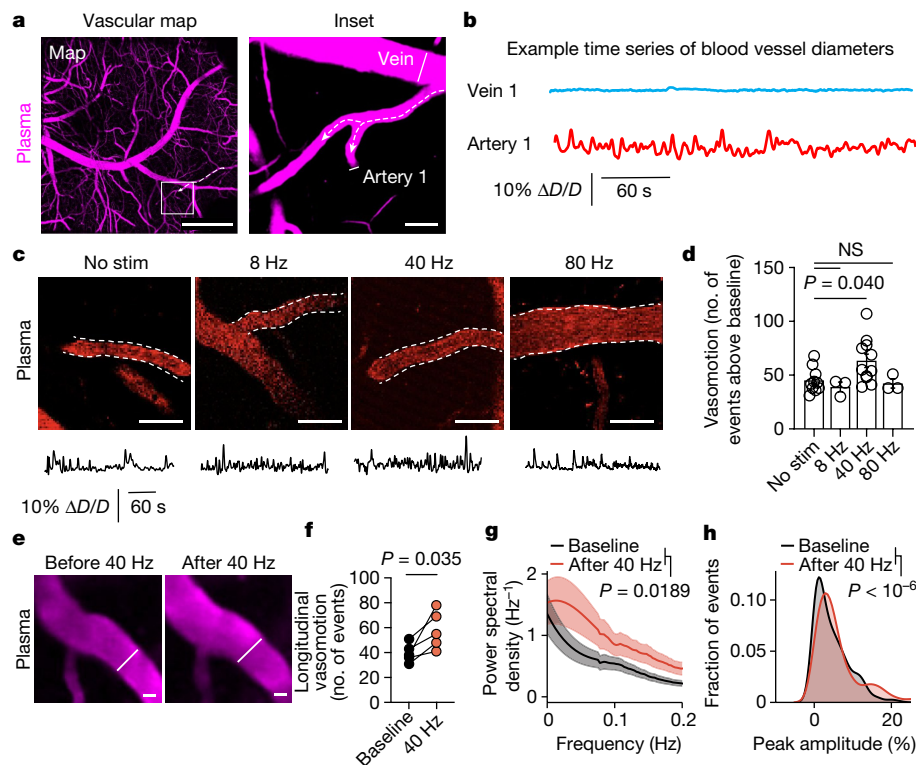 a
Vascular map
Inset
Map
Plasma
Vein
Artery 1
b
Example time series of blood vessel diameters
Vein 1
Artery 1
10% ΔD/D
60 s
c
No stim
8 Hz
40 Hz
80 Hz
Plasma
10% ΔD/D
60 s
d
NS
P = 0.040
Vasomotion (no. of
events above baseline)
150
100
50
0
No stim
8 Hz
40 Hz
80 Hz
e
Before 40 Hz
After 40 Hz
Plasma
f
P = 0.035
Longitudinal
vasomotion
(no. of events)
100
80
60
40
20
0
Baseline
40 Hz
g
Baseline
After 40 Hz
P = 0.0189
Power spectral
density (Hz⁻¹)
2
1
0
0
0.1
0.2
Frequency (Hz)
h
Baseline
After 40 Hz
P < 10⁻⁶
Fraction of events
0.10
0.05
0
0
20
Peak amplitude (%)